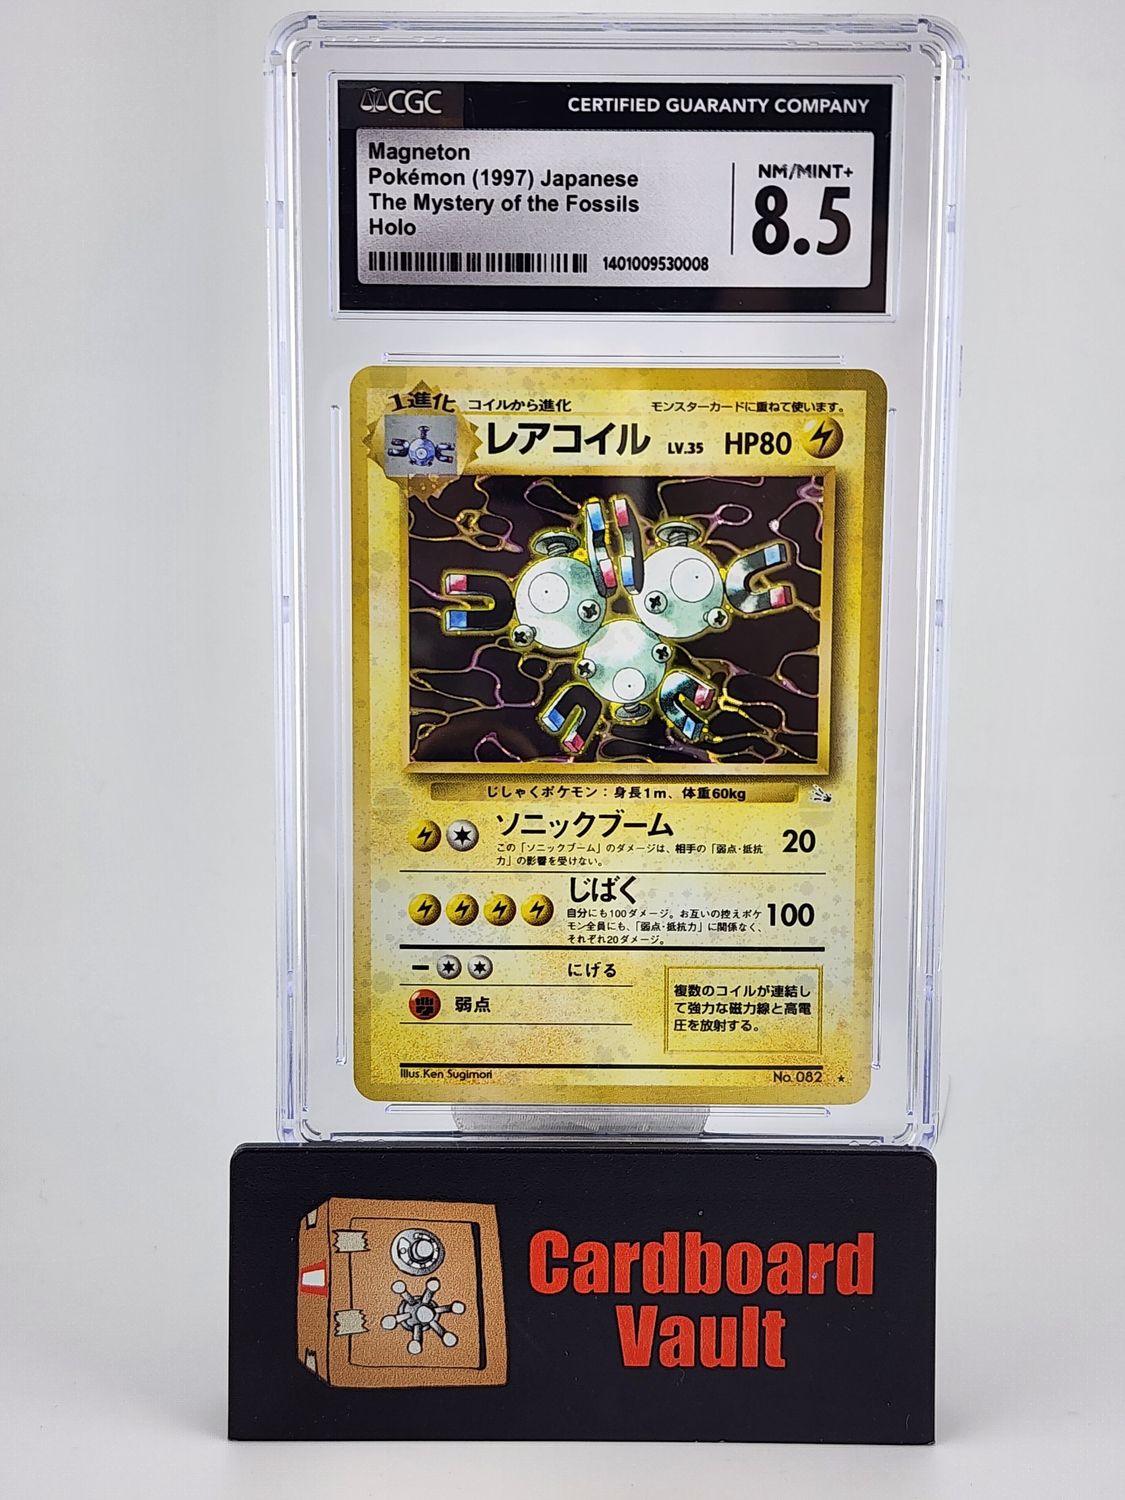 CGC
CERTIFIED GUARANTY COMPANY
Magneton
Pokémon (1997) Japanese
The Mystery of the Fossils
Holo
1401009530008
NM/MINT+
8.5
1進化 コイルから進化 モンスターカードに重ねて使います。
レアコイル LV.35 HP80
じしゃくポケモン：身長1m、体重60kg
ソニックブーム 20
この「ソニックブーム」のダメージは、相手の「弱点・抵抗
力」の影響を受けない。
じばく 100
自分にも100ダメージ。お互いの控えポケ
モン全員にも、「弱点・抵抗力」に関係なく、
それぞれ20ダメージ。
にげる
弱点
複数のコイルが連結し
て強力な磁力線と高電
圧を放射する。
Illus.Ken Sugimori No. 082 ★
Cardboard
Vault